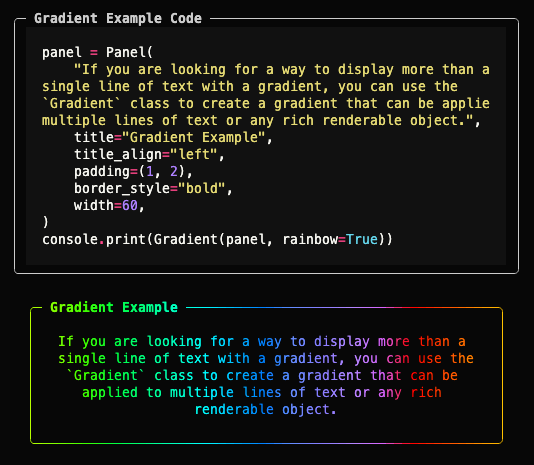 Gradient Example Code
panel = Panel(
    "If you are looking for a way to display more than a
single line of text with a gradient, you can use the
`Gradient` class to create a gradient that can be applie
multiple lines of text or any rich renderable object.",
    title="Gradient Example",
    title_align="left",
    padding=(1, 2),
    border_style="bold",
    width=60,
)
console.print(Gradient(panel, rainbow=True))
Gradient Example
If you are looking for a way to display more than a
single line of text with a gradient, you can use the
`Gradient` class to create a gradient that can be
applied to multiple lines of text or any rich
renderable object.